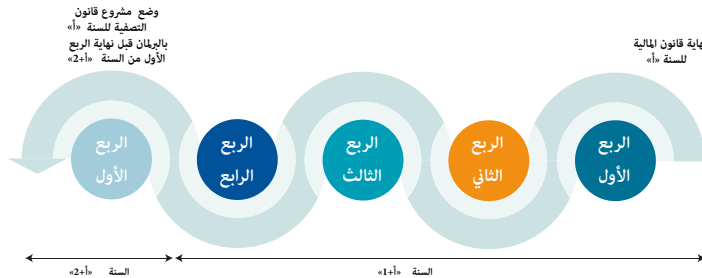 نهاية قانون المالية
للسنة «أ»
وضع مشروع قانون
التصفية للسنة «أ»
بالبرلمان قبل نهاية الربع
الأول من السنة «أ+2»
الربع
الأول
الربع
الثاني
الربع
الثالث
الربع
الرابع
الربع
الأول
السنة «أ+1»
السنة «أ+2»